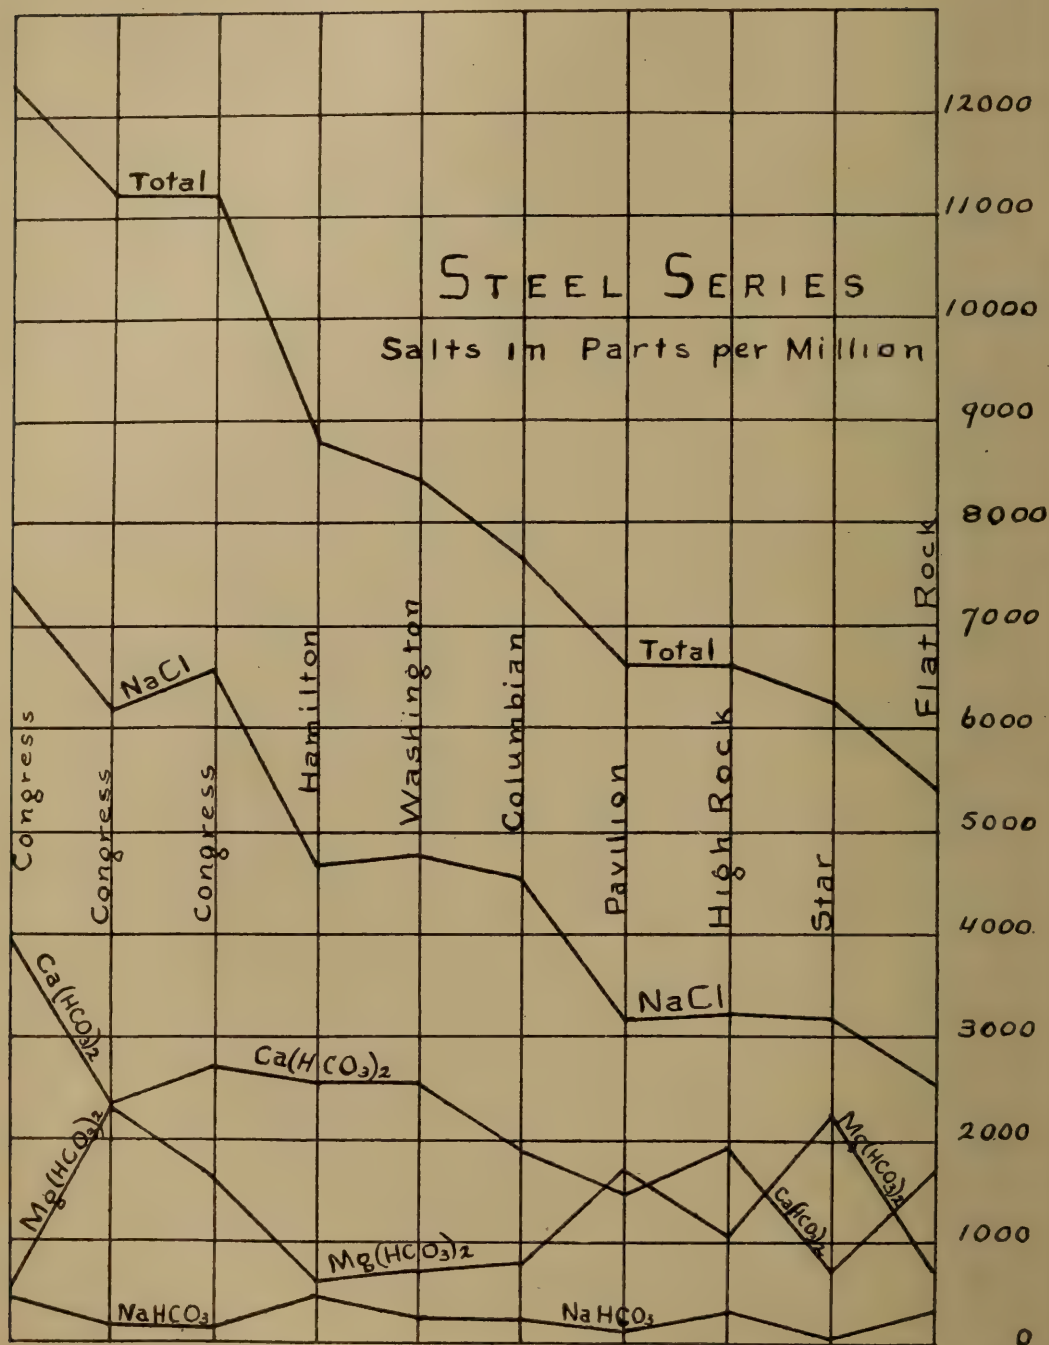 12000
Total
11000
STEEL SERIES
10000
Salts in Parts per Million
9000
8000
Flat Rock
7000
Total
NaCl
Hamilton
Washington
Columbian
6000
Congress
Congress
Congress
Pavilion
High Rock
Star
5000
4000.
NaCl
Ca(HCO3)2
3000
Ca(HCO3)2
Mg(HCO3)2
2000
Mg(HCO3)2
Ca(HCO3)2
1000
Mg(HCO3)2
NaHCO3
NaHCO3
0